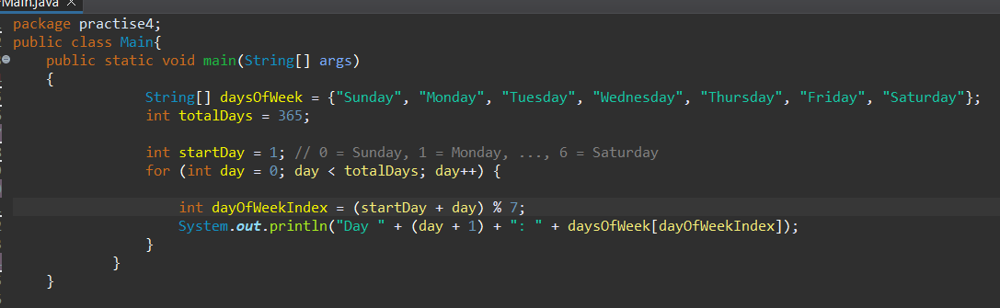 Main.java X
package practise4;
public class Main{
public static void main(String[] args)
{
String[] daysOfWeek = {"Sunday", "Monday", "Tuesday", "Wednesday", "Thursday", "Friday", "Saturday"};
int totalDays = 365;
int startDay = 1; // 0 = Sunday, 1 = Monday, ..., 6 = Saturday
for (int day = 0; day < totalDays; day++) {
int dayOfWeekIndex = (startDay + day) % 7;
System.out.println("Day " + (day + 1) + ": " + daysOfWeek[dayOfWeekIndex]);
}
}
}